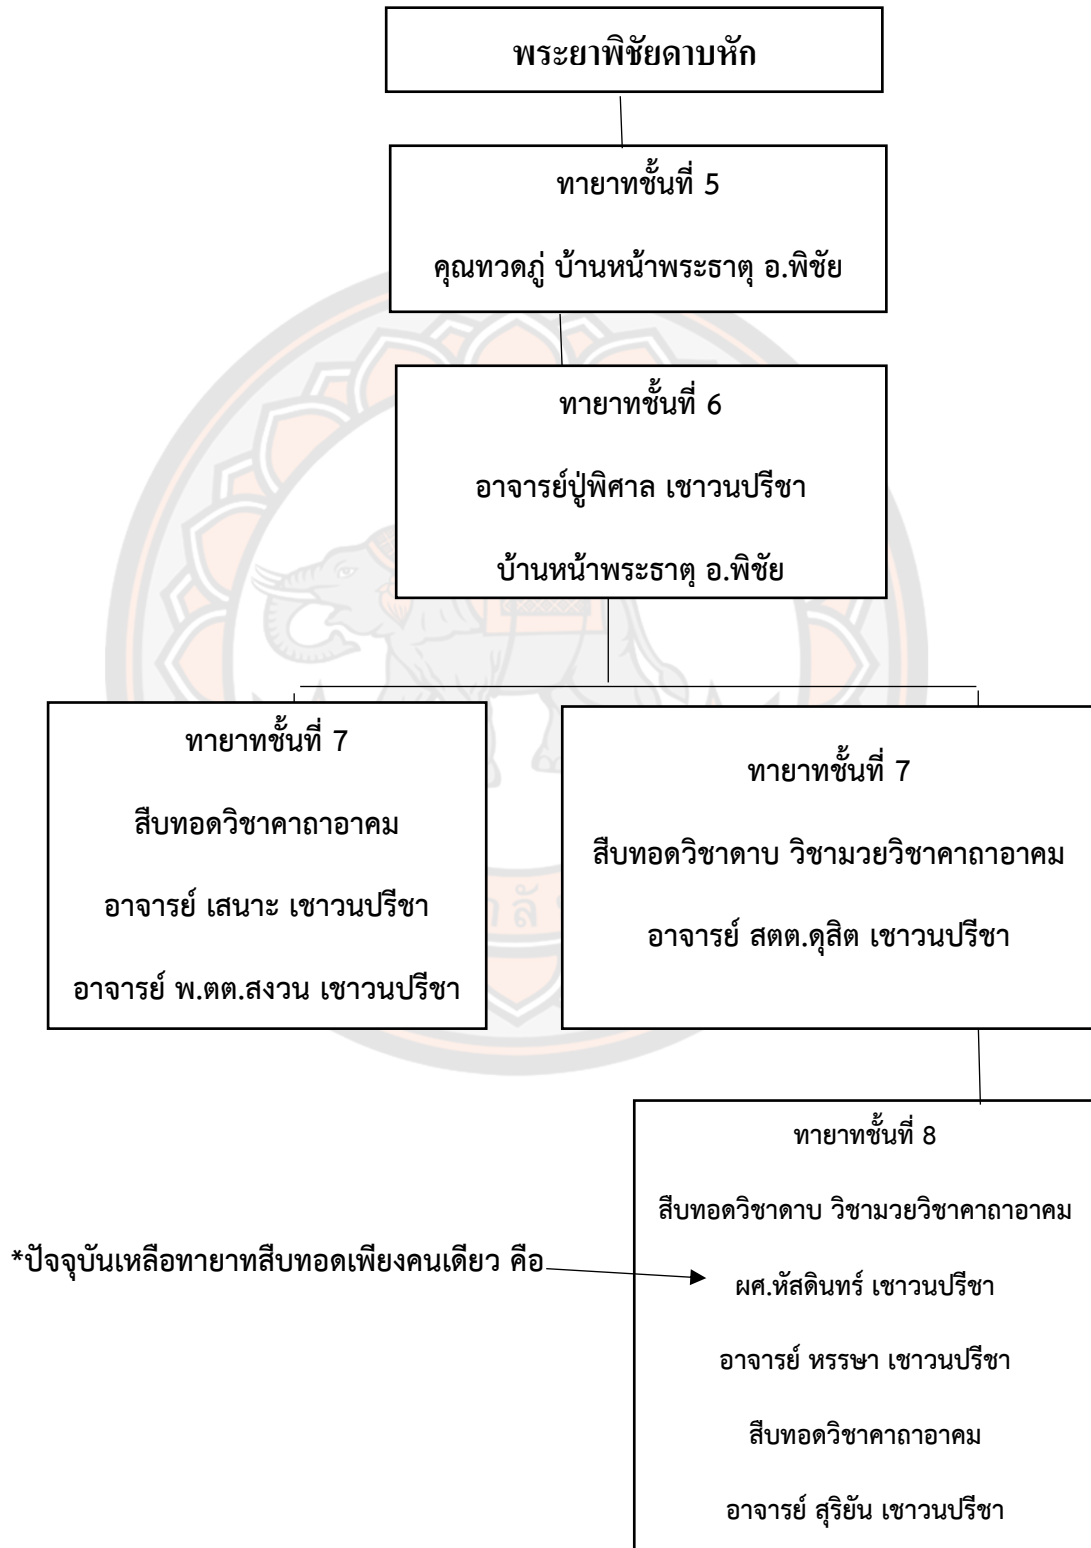 พระยาพิชัยดาบหัก
ทายาทชั้นที่ 5
คุณทวดภู่ บ้านหน้าพระธาตุ อ.พิชัย
ทายาทชั้นที่ 6
อาจารย์ปู่พิศาล เชาวนปรีชา
บ้านหน้าพระธาตุ อ.พิชัย
ทายาทชั้นที่ 7
สืบทอดวิชาคาถาอาคม
อาจารย์ เสนาะ เชาวนปรีชา
อาจารย์ พ.ตต.สงวน เชาวนปรีชา
ทายาทชั้นที่ 7
สืบทอดวิชาดาบ วิชามวยวิชาคาถาอาคม
อาจารย์ สตต.ดุสิต เชาวนปรีชา
ทายาทชั้นที่ 8
สืบทอดวิชาดาบ วิชามวยวิชาคาถาอาคม
*ปัจจุบันเหลือทายาทสืบทอดเพียงคนเดียว คือ
ผศ.หัสดินทร์ เชาวนปรีชา
อาจารย์ หรรษา เชาวนปรีชา
สืบทอดวิชาคาถาอาคม
อาจารย์ สุริยัน เชาวนปรีชา